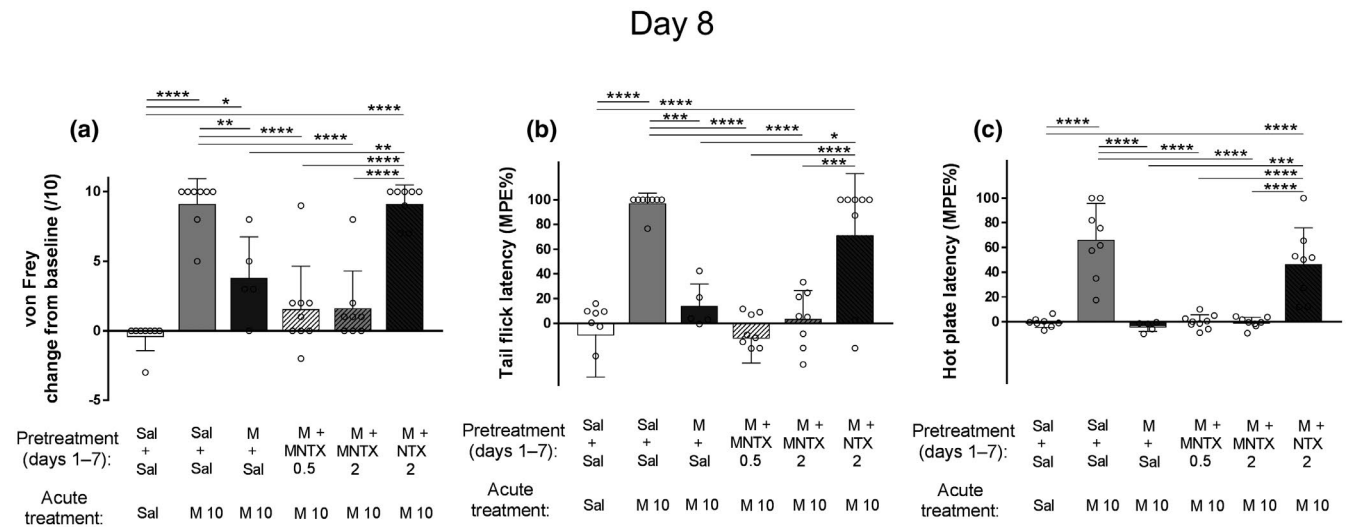 Day 8
(a)
**** 
* ****
**
****
****
**
****
****
von Frey
change from baseline (/10)
10
5
0
-5
Pretreatment
(days 1–7):
Sal + Sal
Sal + Sal
M + Sal
M + MNTX 0.5
M + MNTX 2
M + NTX 2
Acute
treatment:
Sal M 10 M 10 M 10 M 10 M 10
(b)
****
****
***
****
****
*
****
***
Tail flick latency (MPE%)
100
80
60
40
20
0
Pretreatment
(days 1–7):
Sal + Sal
Sal + Sal
M + Sal
M + MNTX 0.5
M + MNTX 2
M + NTX 2
Acute
treatment:
Sal M 10 M 10 M 10 M 10 M 10
(c)
****
****
****
****
****
***
****
****
Hot plate latency (MPE%)
100
80
60
40
20
0
Pretreatment
(days 1–7):
Sal + Sal
Sal + Sal
M + Sal
M + MNTX 0.5
M + MNTX 2
M + NTX 2
Acute
treatment:
Sal M 10 M 10 M 10 M 10 M 10